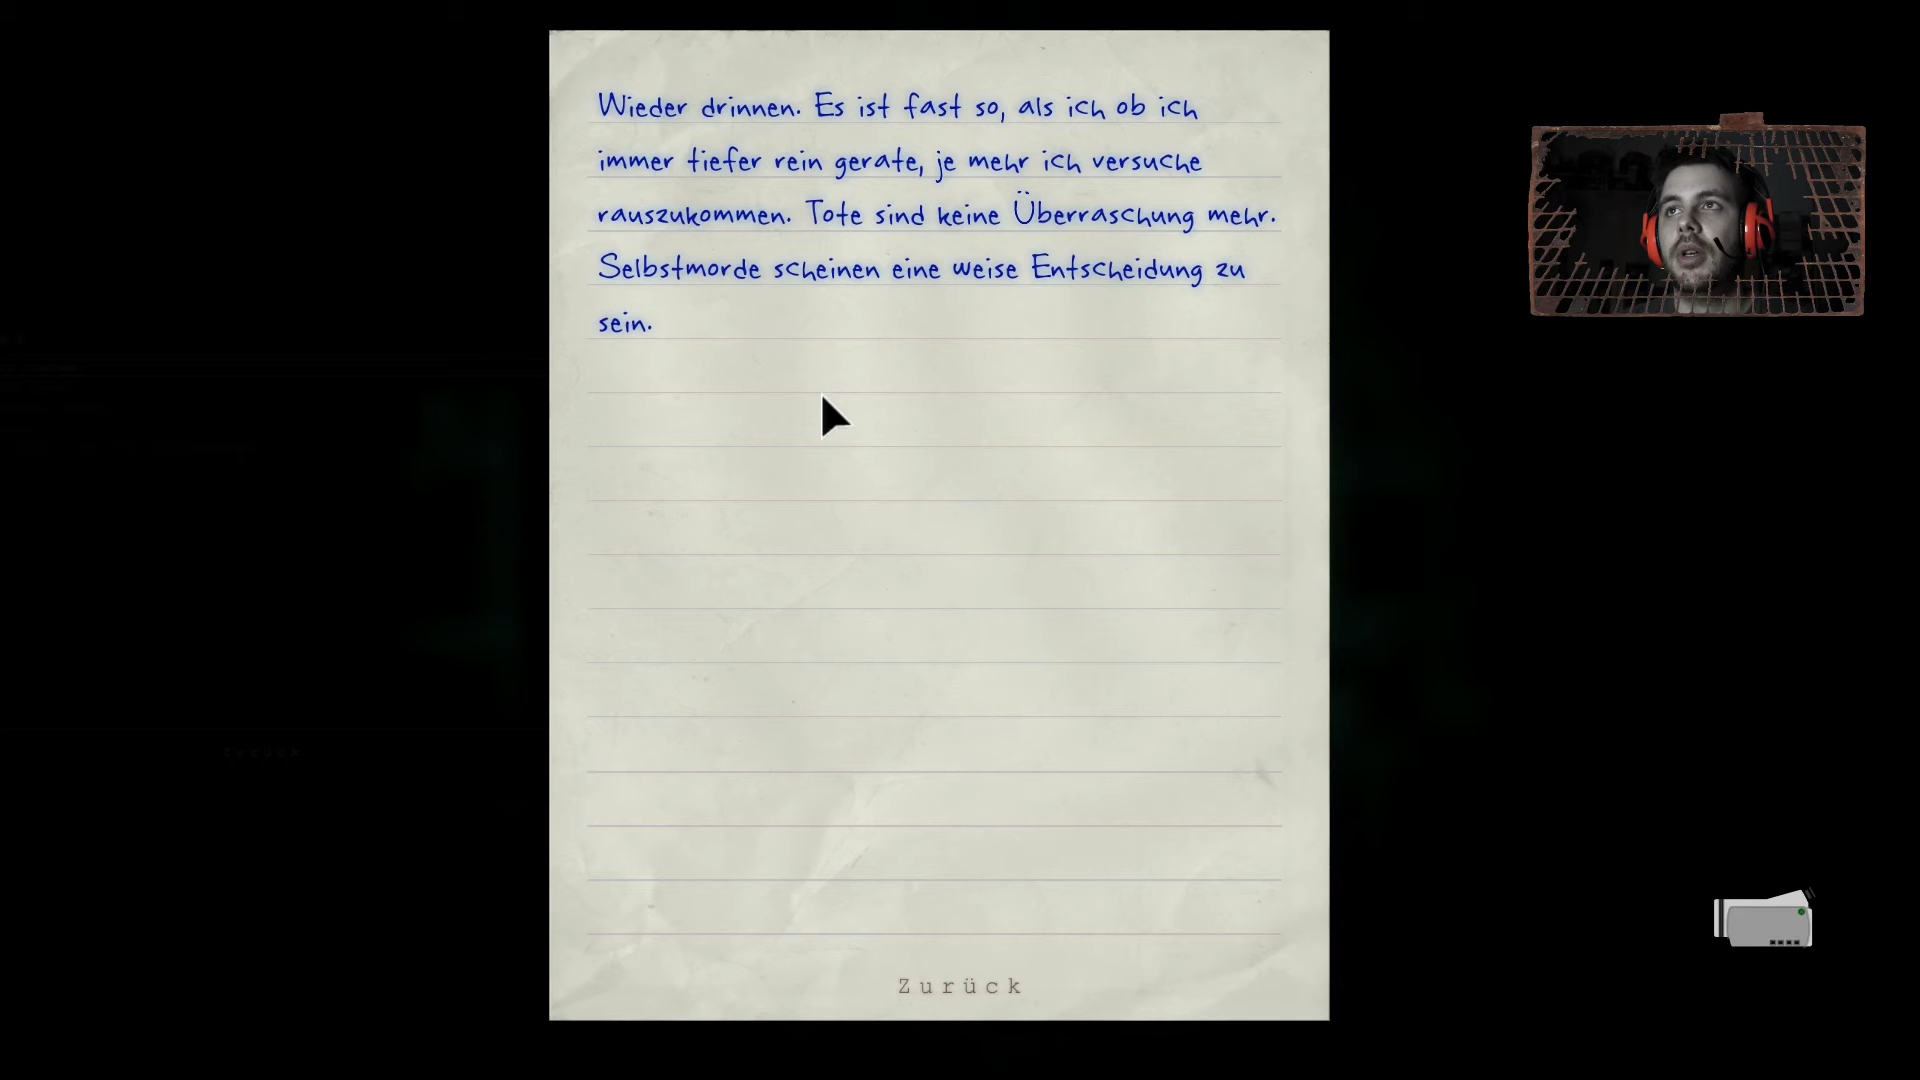 Wieder drinnen. Es ist fast so, als ich ob ich
immer tiefer rein gerate, je mehr ich versuche
rauszukommen. Tote sind keine Überraschung mehr.
Selbstmorde scheinen eine weise Entscheidung zu
sein.
Zurück
Zurück